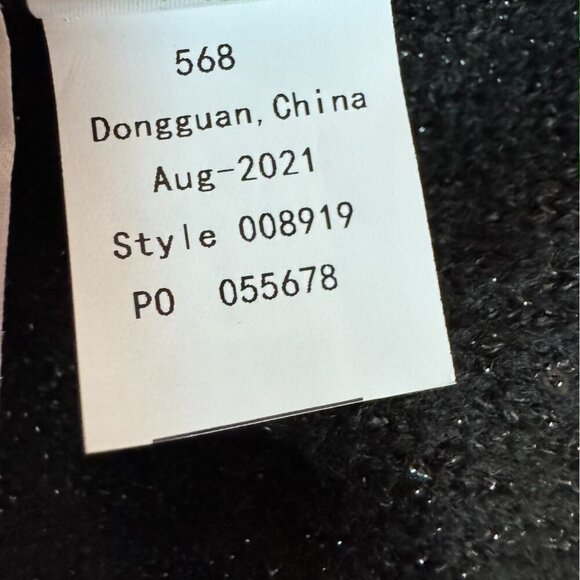 568
Dongguan, China
Aug-2021
Style 008919
PO 055678